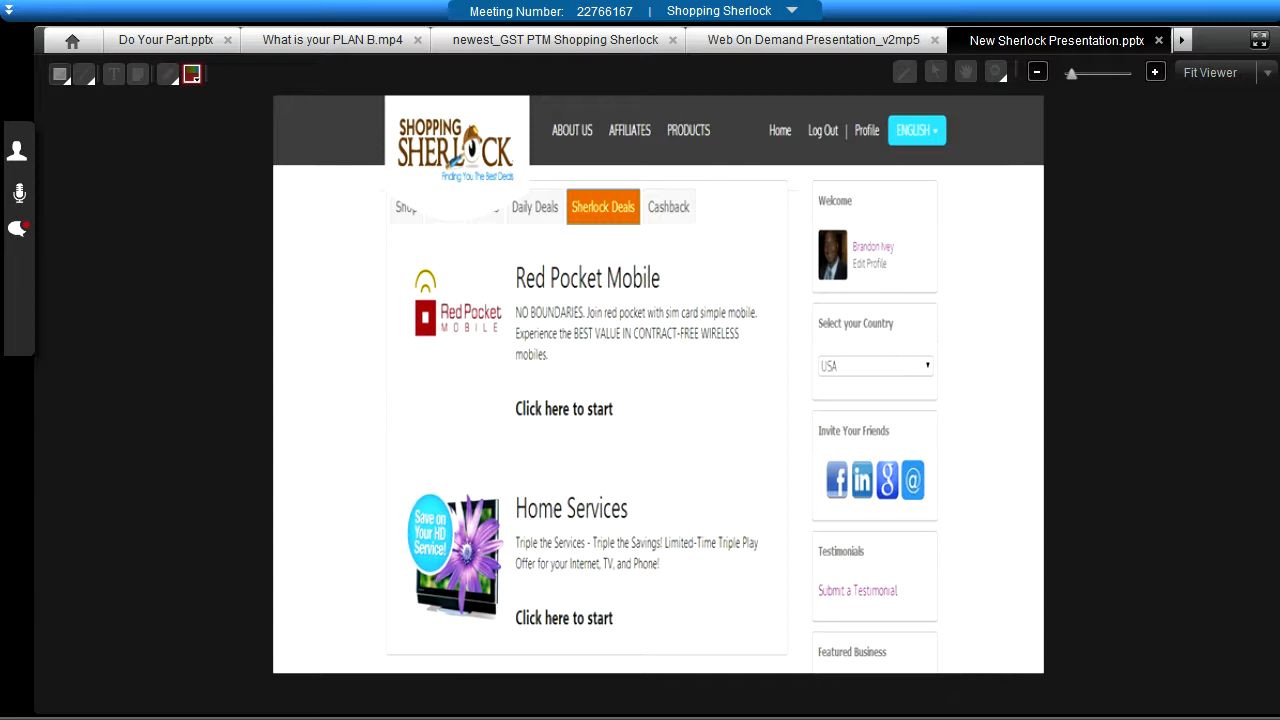 Meeting Number: 22766167 | Shopping Sherlock
Do Your Part.pptx
What is your PLAN B.mp4
newest_GST PTM Shopping Sherlock
Web On Demand Presentation_v2mp5
New Sherlock Presentation.pptx
T
Fit Viewer
SHOPPING
SHERLOCK
Finding You The Best Deals
ABOUT US
AFFILIATES
PRODUCTS
Home
Log Out | Profile
ENGLISH
Shop
Daily Deals
Sherlock Deals
Cashback
Red Pocket
MOBILE
Red Pocket Mobile
NO BOUNDARIES. Join red pocket with sim card simple mobile.
Experience the BEST VALUE IN CONTRACT-FREE WIRELESS
mobiles.
Click here to start
Save on
Your HD
Service!
Home Services
Triple the Services - Triple the Savings! Limited-Time Triple Play
Offer for your Internet, TV, and Phone!
Click here to start
Welcome
Brandon Ivey
Edit Profile
Select your Country
USA
Invite Your Friends
f in g @
Testimonials
Submit a Testimonial
Featured Business